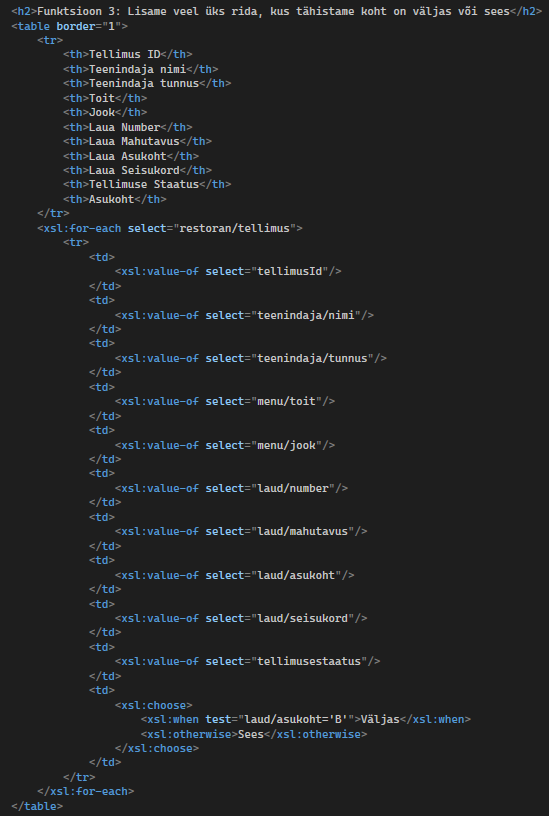 <h2>Funktsioon 3: Lisame veel üks rida, kus tähistame koht on väljas või sees</h2>
<table border="1">
    <tr>
        <th>Tellimus ID</th>
        <th>Teenindaja nimi</th>
        <th>Teenindaja tunnus</th>
        <th>Toit</th>
        <th>Jook</th>
        <th>Laua Number</th>
        <th>Laua Mahutavus</th>
        <th>Laua Asukoht</th>
        <th>Laua Seisukord</th>
        <th>Tellimuse Staatus</th>
        <th>Asukoht</th>
    </tr>
    <xsl:for-each select="restoran/tellimus">
        <tr>
            <td>
                <xsl:value-of select="tellimusId"/>
            </td>
            <td>
                <xsl:value-of select="teenindaja/nimi"/>
            </td>
            <td>
                <xsl:value-of select="teenindaja/tunnus"/>
            </td>
            <td>
                <xsl:value-of select="menu/toit"/>
            </td>
            <td>
                <xsl:value-of select="menu/jook"/>
            </td>
            <td>
                <xsl:value-of select="laud/number"/>
            </td>
            <td>
                <xsl:value-of select="laud/mahutavus"/>
            </td>
            <td>
                <xsl:value-of select="laud/asukoht"/>
            </td>
            <td>
                <xsl:value-of select="laud/seisukord"/>
            </td>
            <td>
                <xsl:value-of select="tellimusestaatus"/>
            </td>
            <td>
                <xsl:choose>
                    <xsl:when test="laud/asukoht='B'">Väljas</xsl:when>
                    <xsl:otherwise>Sees</xsl:otherwise>
                </xsl:choose>
            </td>
        </tr>
    </xsl:for-each>
</table>